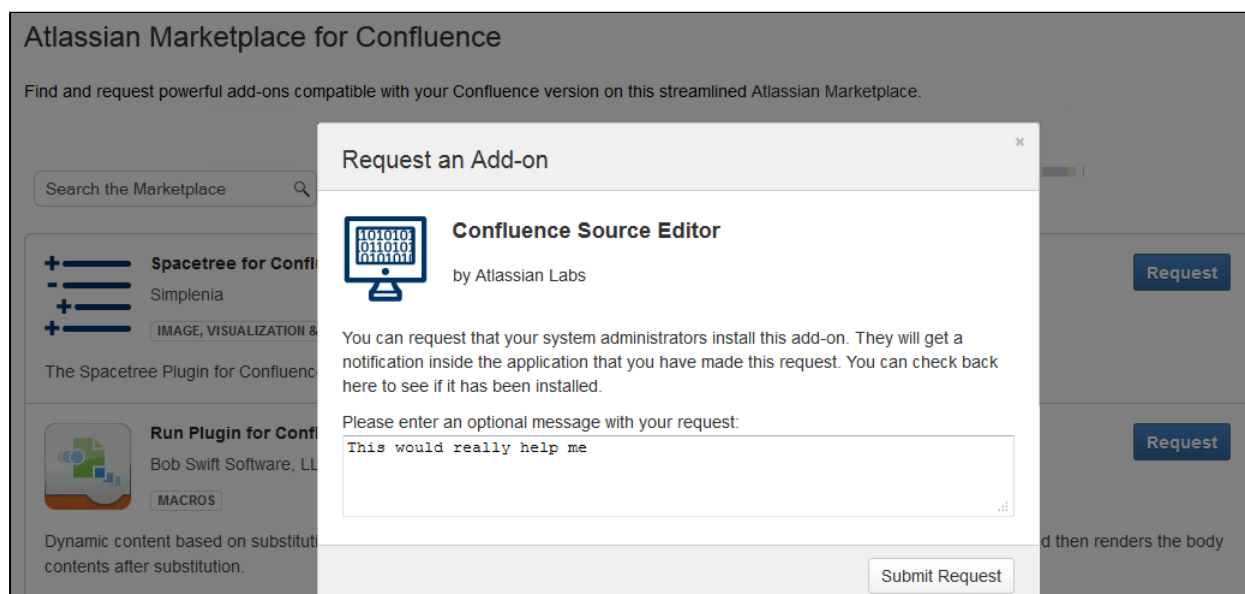 Atlassian Marketplace for Confluence
Find and request powerful add-ons compatible with your Confluence version on this streamlined Atlassian Marketplace.
Search the Marketplace
Request an Add-on
×
1010101
0110101
0101010
Confluence Source Editor
by Atlassian Labs
You can request that your system administrators install this add-on. They will get a
notification inside the application that you have made this request. You can check back
here to see if it has been installed.
Please enter an optional message with your request:
This would really help me
Submit Request
Spacetree for Confl
Simplenia
IMAGE, VISUALIZATION &
Request
The Spacetree Plugin for Confluenc
Run Plugin for Conf
Bob Swift Software, LL
MACROS
Request
Dynamic content based on substituti
d then renders the body
contents after substitution.